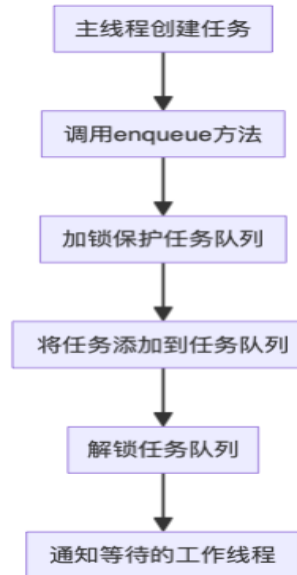 主线程创建任务
调用enqueue方法
加锁保护任务队列
将任务添加到任务队列
解锁任务队列
通知等待的工作线程